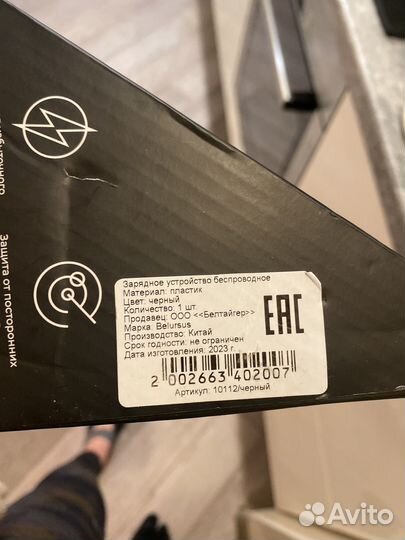 избыточного
Защита от посторонних
Зарядное устройство беспроводное
Материал: пластик
Цвет: черный
Количество: 1 шт.
Продавец: ООО <<Белтайгер>>
Марка: Belursus
Производство: Китай
Срок годности: не ограничен
Дата изготовления: 2023 г.
EAC
2 002663 402007
Артикул: 10112/черный
Avito